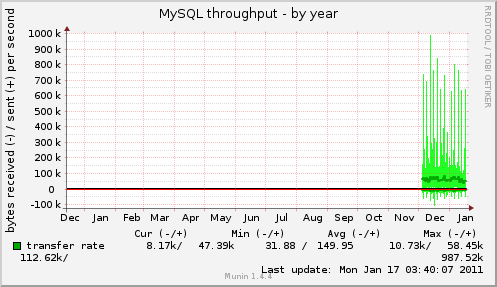 MySQL throughput - by year
RRDTOOL / TOBI OETIKER
bytes received (-) / sent (+) per second
1000 k
900 k
800 k
700 k
600 k
500 k
400 k
300 k
200 k
100 k
0
-100 k
Dec Jan Feb Mar Apr May Jun Jul Aug Sep Oct Nov Dec Jan
Cur (-/+) Min (-/+) Avg (-/+) Max (-/+)
transfer rate 8.17k/ 47.39k 31.88 / 149.95 10.73k/ 58.45k
112.62k/ 987.52k
Last update: Mon Jan 17 03:40:07 2011
Munin 1.4.4